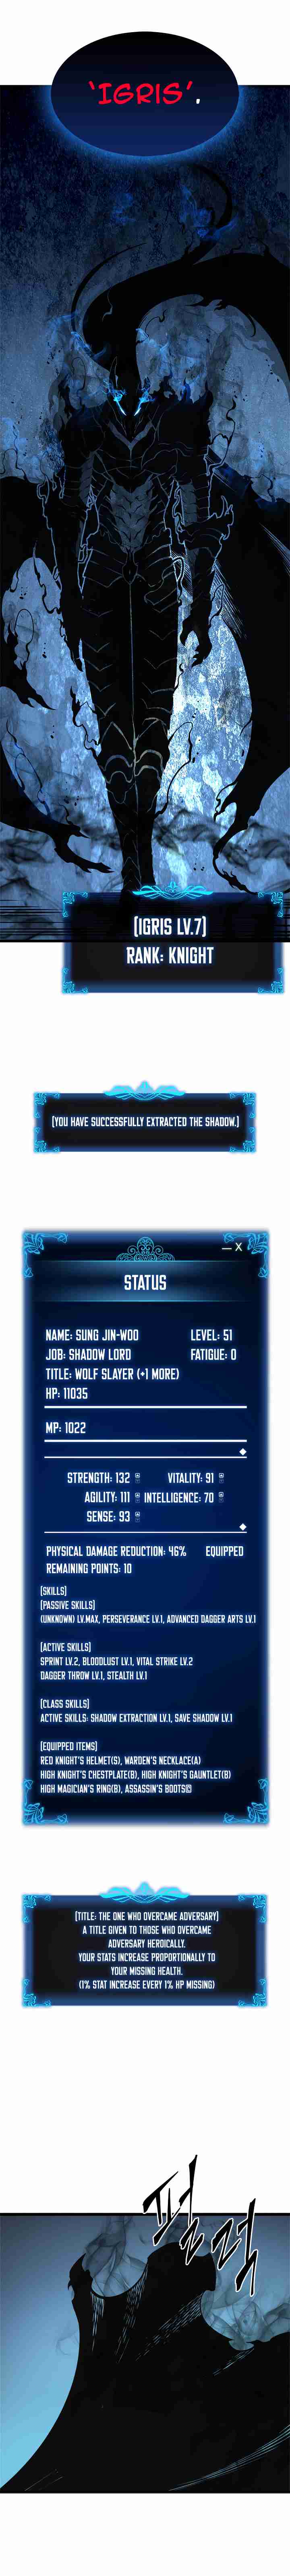 'IGRIS'.
[IGRIS LV.7]
RANK: KNIGHT
[YOU HAVE SUCCESSFULLY EXTRACTED THE SHADOW.]
— X
STATUS
NAME: SUNG JIN-WOO LEVEL: 51
JOB: SHADOW LORD FATIGUE: 0
TITLE: WOLF SLAYER (+1 MORE)
HP: 11035
MP: 1022
STRENGTH: 132 VITALITY: 91
AGILITY: 111 INTELLIGENCE: 70
SENSE: 93
PHYSICAL DAMAGE REDUCTION: 46% EQUIPPED
REMAINING POINTS: 10
[SKILLS]
[PASSIVE SKILLS]
(UNKNOWN) LV.MAX, PERSEVERANCE LV.1, ADVANCED DAGGER ARTS LV.1
[ACTIVE SKILLS]
SPRINT LV.2, BLOODLUST LV.1, VITAL STRIKE LV.2
DAGGER THROW LV.1, STEALTH LV.1
[CLASS SKILLS]
ACTIVE SKILLS: SHADOW EXTRACTION LV.1, SAVE SHADOW LV.1
[EQUIPPED ITEMS]
RED KNIGHT'S HELMET(S), WARDEN'S NECKLACE(A)
HIGH KNIGHT'S CHESTPLATE(B), HIGH KNIGHT'S GAUNTLET(B)
HIGH MAGICIAN'S RING(B), ASSASSIN'S BOOTS(B)
[TITLE: THE ONE WHO OVERCAME ADVERSARY]
A TITLE GIVEN TO THOSE WHO OVERCAME
ADVERSARY HEROICALLY.
YOUR STATS INCREASE PROPORTIONALLY TO
YOUR MISSING HEALTH.
(1% STAT INCREASE EVERY 1% HP MISSING)
펄럭